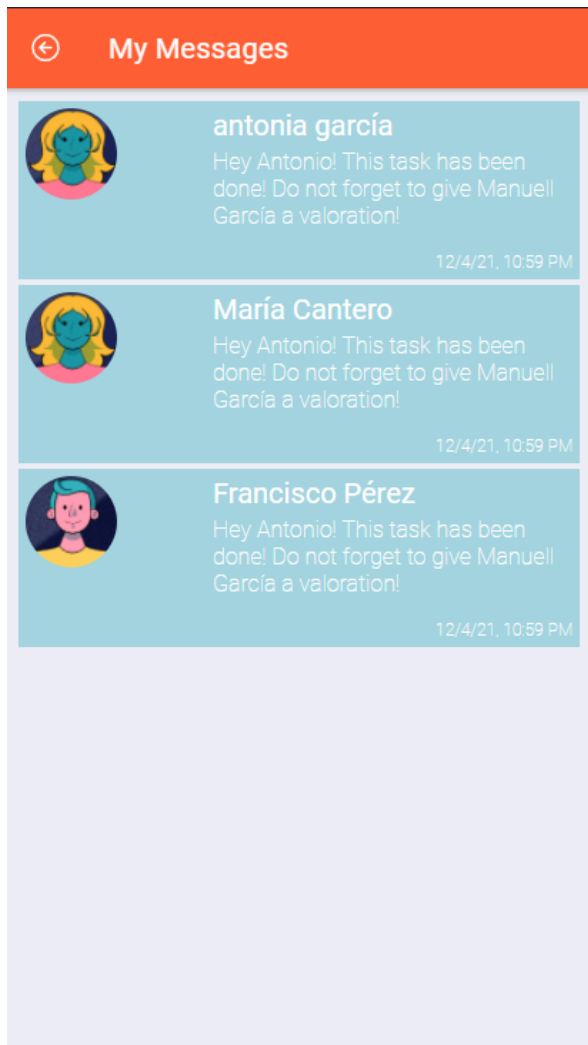 My Messages
antonia garcía
Hey Antonio! This task has been
done! Do not forget to give Manuell
García a valoration!
12/4/21, 10:59 PM
María Cantero
Hey Antonio! This task has been
done! Do not forget to give Manuell
García a valoration!
12/4/21, 10:59 PM
Francisco Pérez
Hey Antonio! This task has been
done! Do not forget to give Manuell
García a valoration!
12/4/21, 10:59 PM